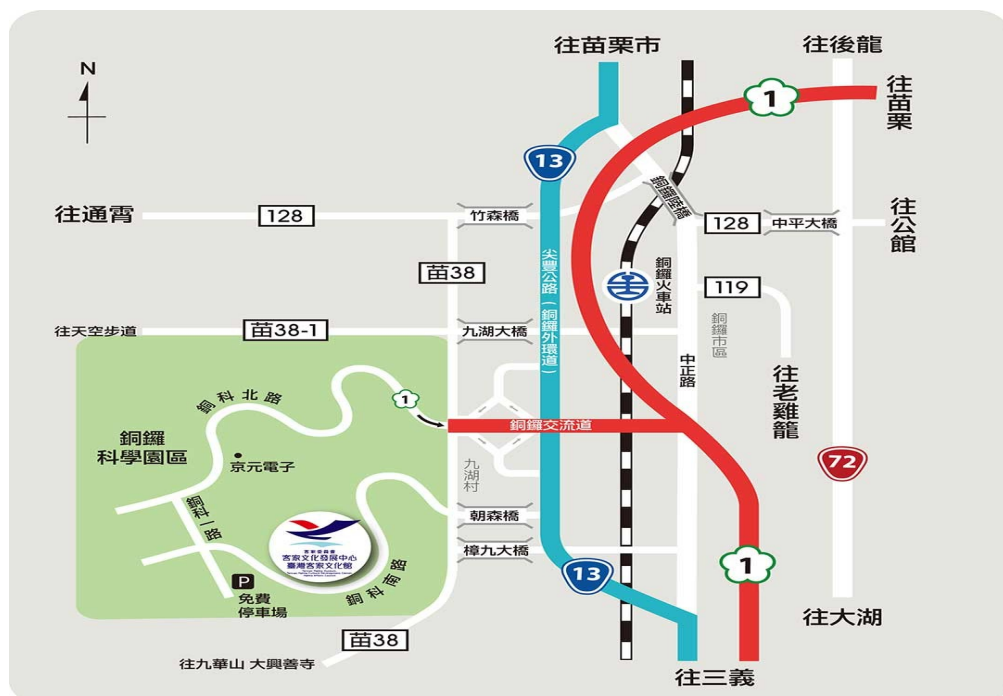 往苗栗市
往後龍
N
1
往苗栗
13
銅鑼陸橋
往通霄
128
竹森橋
128
中平大橋
往公館
苗38
尖豐公路(銅鑼外環道)
銅鑼火車站
119
銅鑼市區
往天空步道
苗38-1
九湖大橋
中正路
往老雞籠
銅科北路
1
銅鑼交流道
銅鑼
科學園區
京元電子
九湖村
72
銅科一路
朝森橋
客家委員會
客家文化發展中心
臺灣客家文化館
樟九大橋
銅科南路
13
1
P
免費
停車場
往大湖
苗38
往九華山 大興善寺
往三義